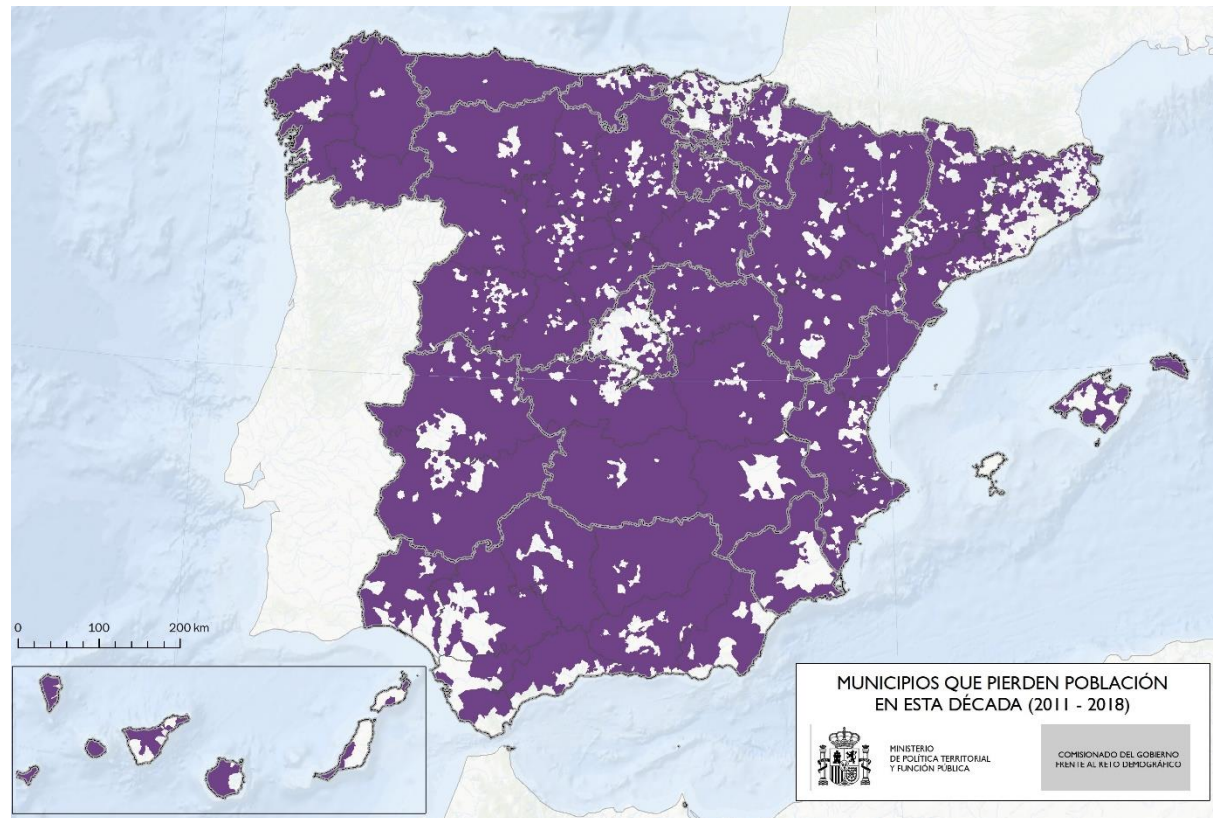 0 100 200 km
MUNICIPIOS QUE PIERDEN POBLACIÓN
EN ESTA DÉCADA (2011 - 2018)
MINISTERIO
DE POLÍTICA TERRITORIAL
Y FUNCIÓN PÚBLICA
COMISIONADO DEL GOBIERNO
FRENTE AL RETO DEMOGRÁFICO